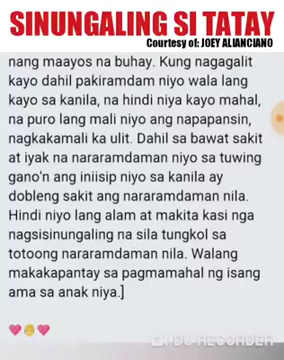 SINUNGALING SI TATAY
Courtesy of: JOEY ALIANCIANO
nang maayos na buhay. Kung nagagalit
kayo dahil pakiramdam niyo wala lang
kayo sa kanila, na hindi niya kayo mahal,
na puro lang mali niyo ang napapansin,
nagkakamali ka ulit. Dahil sa bawat sakit
at iyak na nararamdaman niyo sa tuwing
gano'n ang iniisip niyo sa kanila ay
dobleng sakit ang nararamdaman nila.
Hindi niyo lang alam at makita kasi nga
nagsisinungaling na sila tungkol sa
totoong nararamdaman nila. Walang
makakapantay sa pagmamahal ng isang
ama sa anak niya.]
DU RECORDER